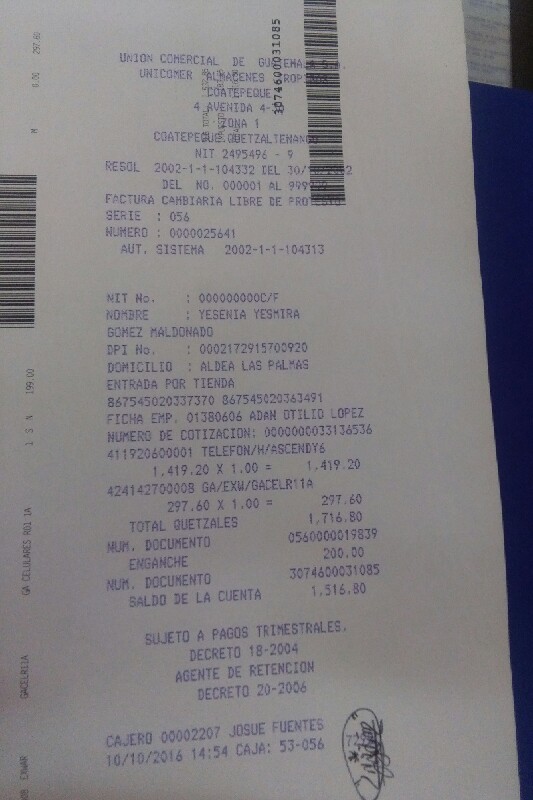 UNION COMERCIAL DE GUATEMALA
UNICOMER ALMACENES TROPIGAS
COATEPEQUE
4 AVENIDA 4-
ZONA 1
COATEPEQUE QUETZALTENANGO
NIT 2495496 - 9
RESOL 2002-1-1-104332 DEL
DEL NO. 000001 AL
FACTURA CAMBIARIA LIBRE DE PROTESTO
SERIE : 056
NUMERO : 0000025641
AUT. SISTEMA 2002-1-1-104313
NIT No. : 000000000C/F
NOMBRE : YESENIA YESMIRA
GOMEZ MALDONADO
DPI No. : 0002172915700920
DOMICILIO : ALDEA LAS PALMAS
ENTRADA POR TIENDA
867545020337370 867545020363491
FICHA EMP. 01380606 ADAN OTILIO LOPEZ
NUMERO DE COTIZACION: 0000000033136536
411920600001 TELEFON/H/ASCENDY6
1,419.20 X 1.00 = 1,419.20
424142700008 GA/EXW/GACELR11A
297.60 X 1.00 = 297.60
TOTAL QUETZALES 1,716.80
NUM. DOCUMENTO 0560000019839
ENGANCHE 200.00
NUM. DOCUMENTO 3074600031085
SALDO DE LA CUENTA 1,516.80
SUJETO A PAGOS TRIMESTRALES,
DECRETO 18-2004
AGENTE DE RETENCION
DECRETO 20-2006
CAJERO 00002207 JOSUE FUENTES
10/10/2016 14:54 CAJA: 53-056
30746000031085
M 0.00 297.60
1 S N 199.00
GA CELULARES R01 1A
EXWAR GACELR11A